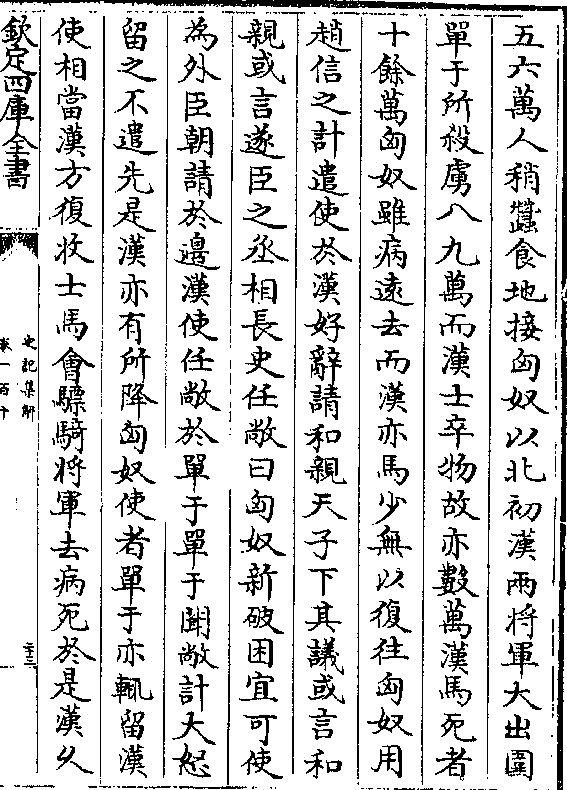 五六萬人稍蠶食地接匈奴以北初漢兩將軍大出圍
單于所殺虜八九萬而漢士卒物故亦數萬漢馬死者
十餘萬匈奴雖病逺去而漢亦馬少無以復往匈奴用
趙信之計遣使於漢好辭請和親天子下其議或言和
親或言遂臣之丞相長史任敞曰匈奴新破困宜可使
為外臣朝請於邊漢使任敞於單于單于聞敞計大怒
留之不遣先是漢亦有所降匈奴使者單于亦輒留漢
使相當漢方復收士馬會驃騎將軍去病死於是漢乆
欽定四庫全書
史記集解
卷一百十
二十三